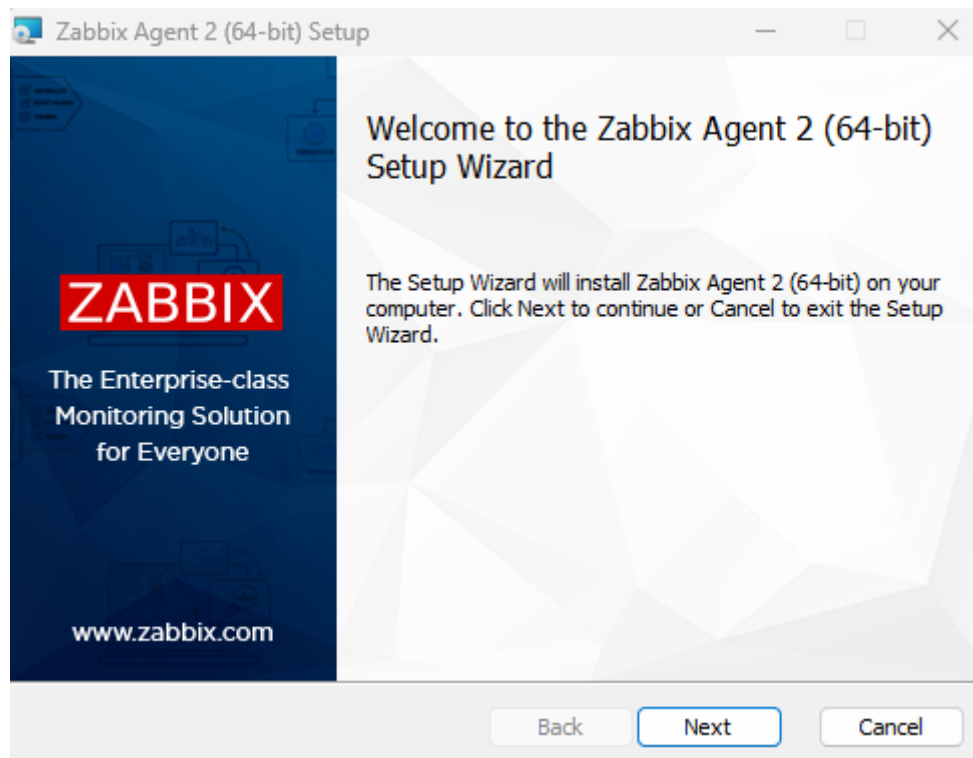 Zabbix Agent 2 (64-bit) Setup
Welcome to the Zabbix Agent 2 (64-bit)
Setup Wizard
The Setup Wizard will install Zabbix Agent 2 (64-bit) on your
computer. Click Next to continue or Cancel to exit the Setup
Wizard.
ZABBIX
The Enterprise-class
Monitoring Solution
for Everyone
www.zabbix.com
Back
Next
Cancel